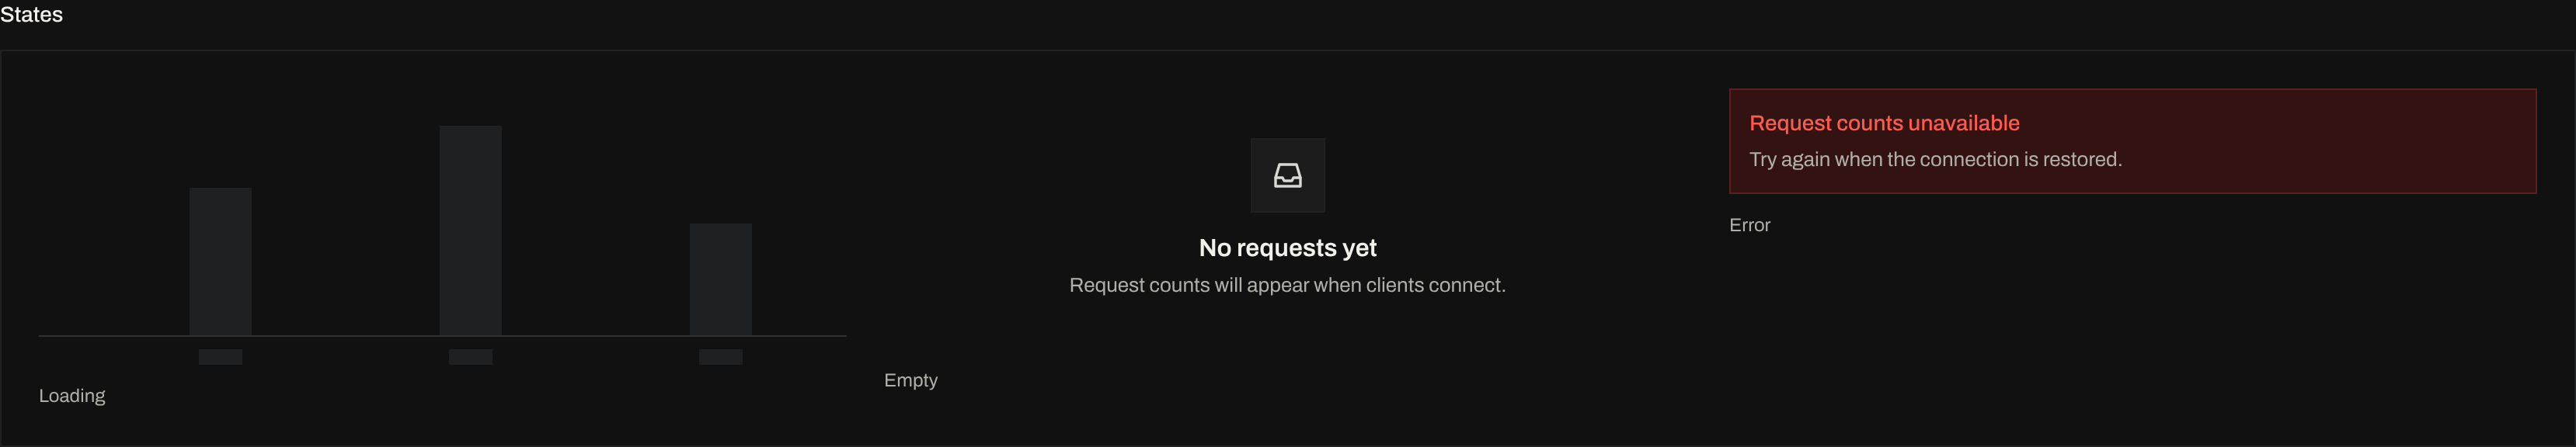 States
Loading
No requests yet
Request counts will appear when clients connect.
Empty
Request counts unavailable
Try again when the connection is restored.
Error